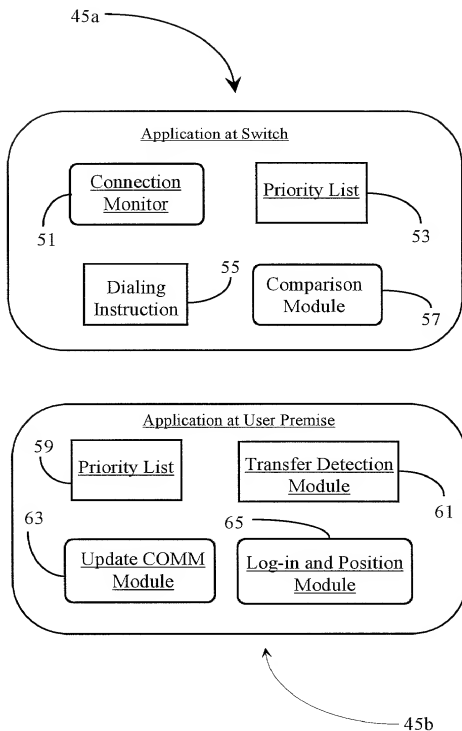 45a
Application at Switch
Connection
Monitor
Priority List
51
53
55
Dialing
Instruction
Comparison
Module
57
Application at User Premise
59
Priority List
Transfer Detection
Module
61
63
65
Update COMM
Module
Log-in and Position
Module
45b